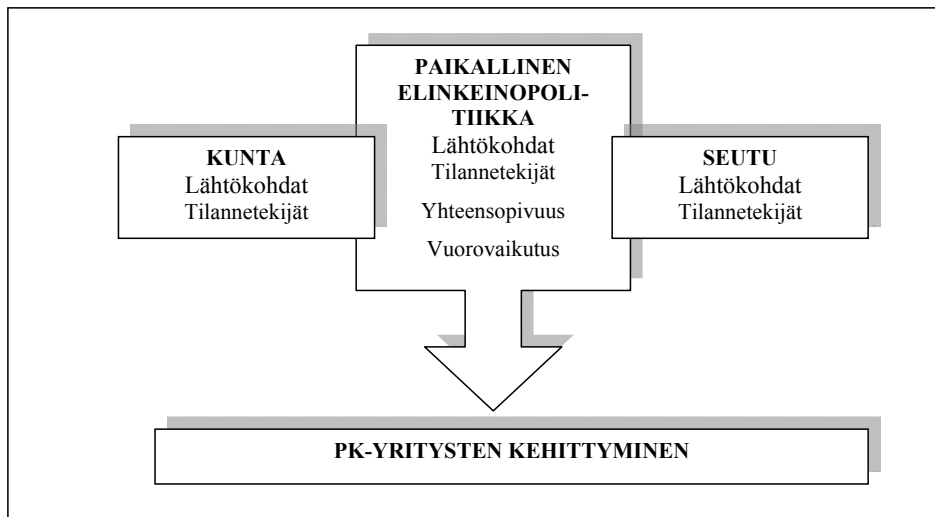 PAIKALLINEN
ELINKEINOPOLI-
TIIKKA
Lähtökohdat
Tilannetekijät
Yhteensopivuus
Vuorovaikutus
KUNTA
Lähtökohdat
Tilannetekijät
SEUTU
Lähtökohdat
Tilannetekijät
PK-YRITYSTEN KEHITTYMINEN